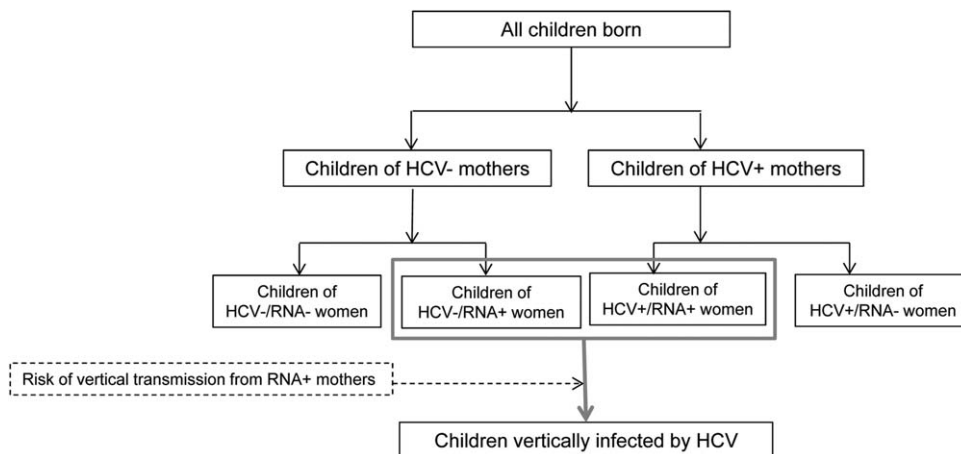 All children born
Children of HCV- mothers
Children of HCV+ mothers
Children of
HCV-/RNA- women
Children of
HCV-/RNA+ women
Children of
HCV+/RNA+ women
Children of
HCV+/RNA- women
Risk of vertical transmission from RNA+ mothers
Children vertically infected by HCV